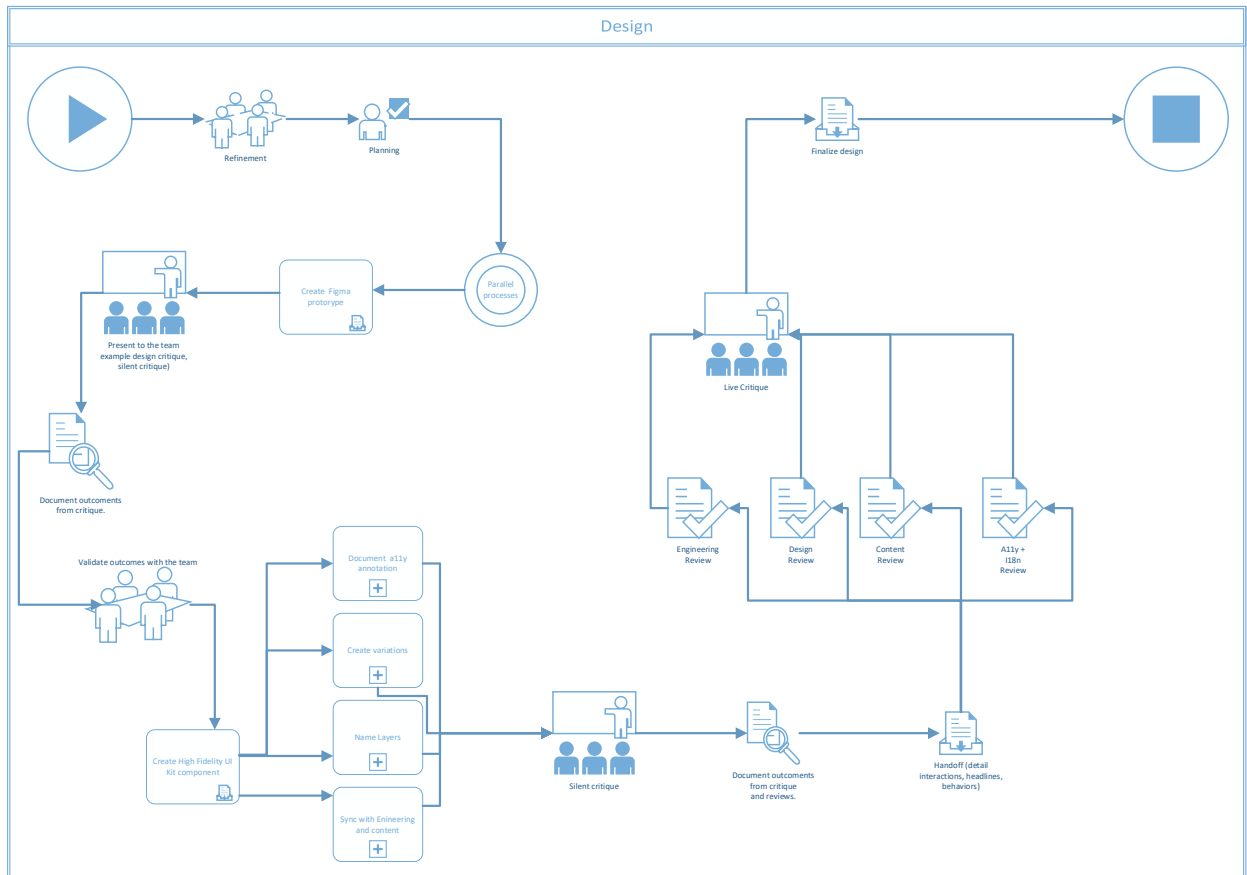 Design
Refinement
Planning
Finalize design
Parallel
processes
Create Figma
protorype
Present to the team
example design critique,
silent critique)
Live Critique
Document outcoments
from critique.
Engineering
Review
Design
Review
Content
Review
A11y +
I18n
Review
Validate outcomes with the team
Document a11y
annotation
Create variations
Name Layers
Sync with Enineering
and content
Create High Fidelity UI
Kit component
Silent critique
Document outcoments
from critique
and reviews.
Handoff (detail
interactions, headlines,
behaviors)